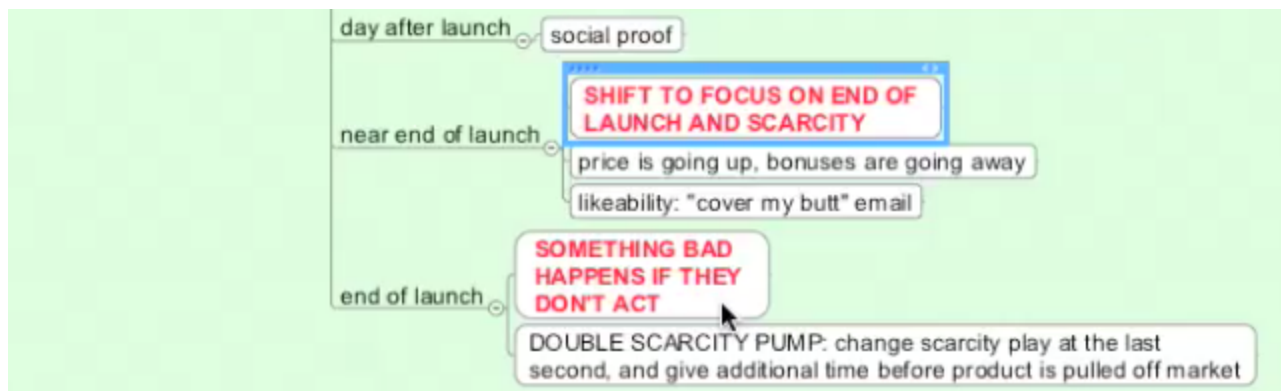 day after launch
social proof
SHIFT TO FOCUS ON END OF
LAUNCH AND SCARCITY
near end of launch
price is going up, bonuses are going away
likeability: "cover my butt" email
SOMETHING BAD
HAPPENS IF THEY
DON'T ACT
end of launch
DOUBLE SCARCITY PUMP: change scarcity play at the last
second, and give additional time before product is pulled off market